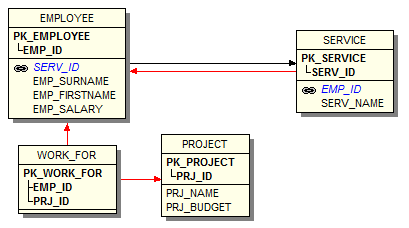 EMPLOYEE
PK_EMPLOYEE
EMP_ID
SERV_ID
EMP_SURNAME
EMP_FIRSTNAME
EMP_SALARY
SERVICE
PK_SERVICE
SERV_ID
EMP_ID
SERV_NAME
WORK_FOR
PK_WORK_FOR
EMP_ID
PRJ_ID
PROJECT
PK_PROJECT
PRJ_ID
PRJ_NAME
PRJ_BUDGET